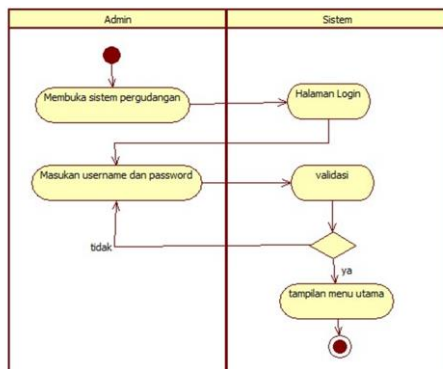 Admin
Sistem
Membuka sistem pergudangan
Halaman Login
Masukan username dan password
validasi
tidak
ya
tampilan menu utama